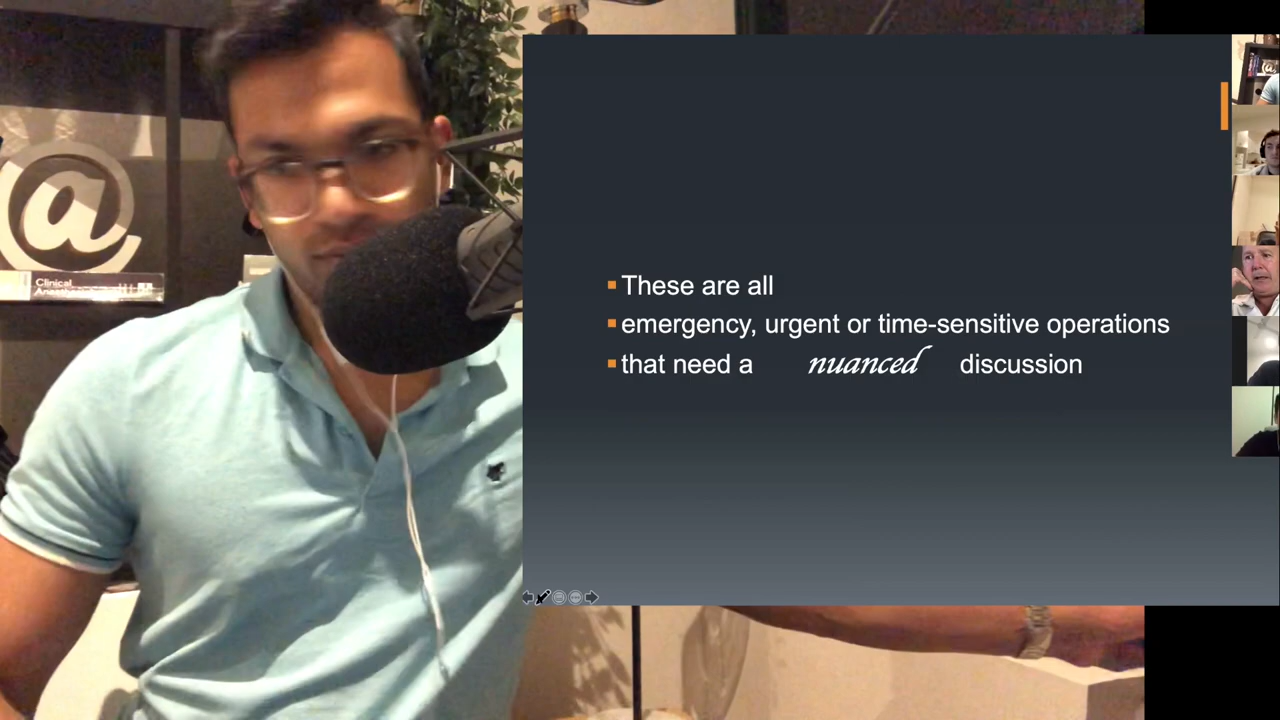 @
Clinical
These are all
emergency, urgent or time-sensitive operations
that need a nuanced discussion